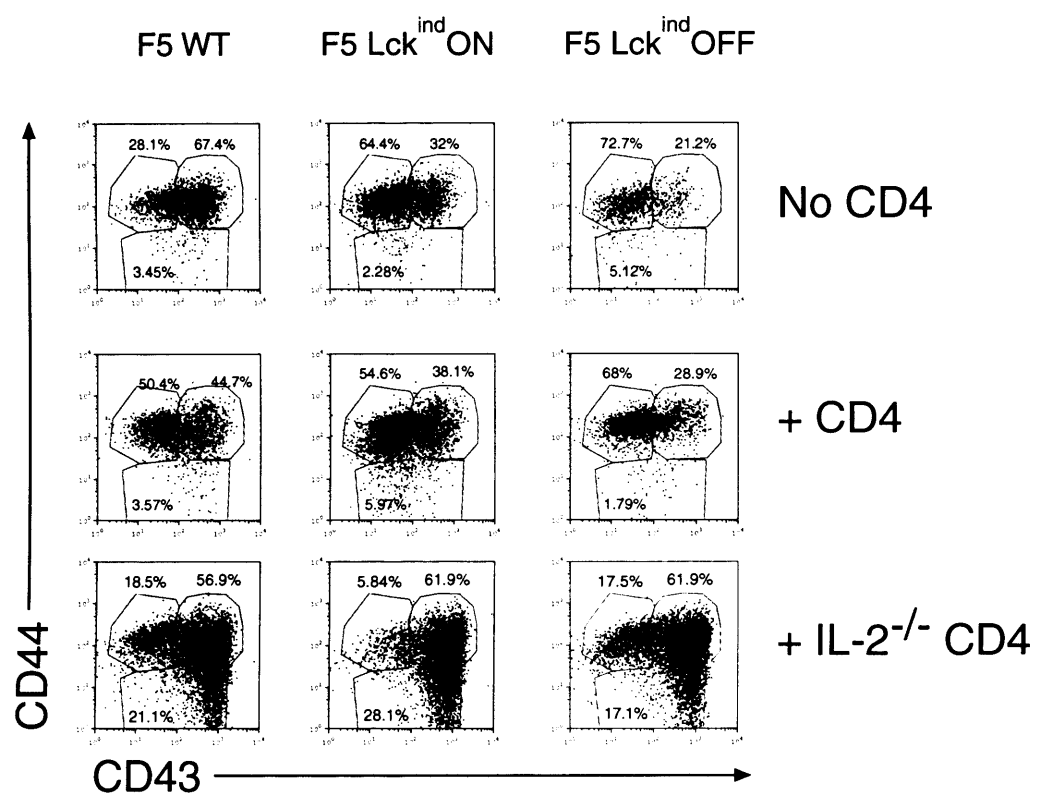 F5 WT F5 Lck^ind ON F5 Lck^ind OFF
28.1% 67.4% 64.4% 32% 72.7% 21.2%
No CD4
3.45% 2.28% 5.12%
50.4% 44.7% 54.6% 38.1% 68% 28.9%
+ CD4
3.57% 5.97% 1.79%
18.5% 56.9% 5.84% 61.9% 17.5% 61.9%
+ IL-2^-/- CD4
21.1% 28.1% 17.1%
CD44
CD43